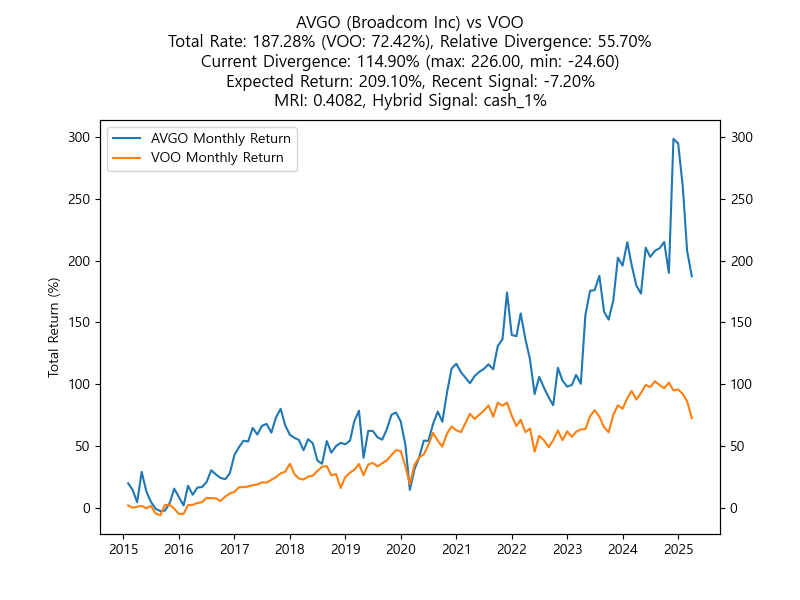 AVGO (Broadcom Inc) vs VOO
Total Rate: 187.28% (VOO: 72.42%), Relative Divergence: 55.70%
Current Divergence: 114.90% (max: 226.00, min: -24.60)
Expected Return: 209.10%, Recent Signal: -7.20%
MRI: 0.4082, Hybrid Signal: cash_1%
AVGO Monthly Return
VOO Monthly Return
Total Return (%)
300
250
200
150
100
50
0
300
250
200
150
100
50
0
2015 2016 2017 2018 2019 2020 2021 2022 2023 2024 2025